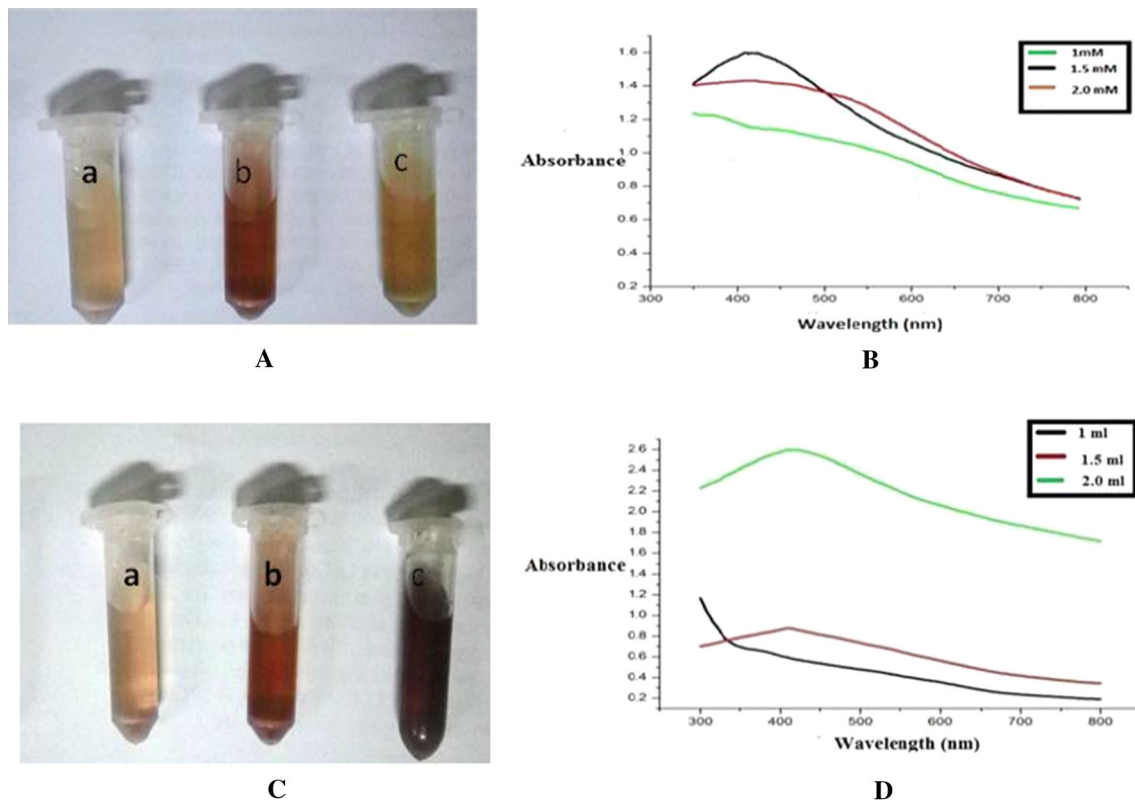 a b c
A
1mM
1.5 mM
2.0 mM
1.6
1.4
1.2
1.0
0.8
0.6
0.4
0.2
Absorbance
300 400 500 600 700 800
Wavelength (nm)
B
a b c
C
1 ml
1.5 ml
2.0 ml
2.6
2.4
2.2
2.0
1.8
1.6
1.4
1.2
1.0
0.8
0.6
0.4
0.2
Absorbance
300 400 500 600 700 800
Wavelength (nm)
D